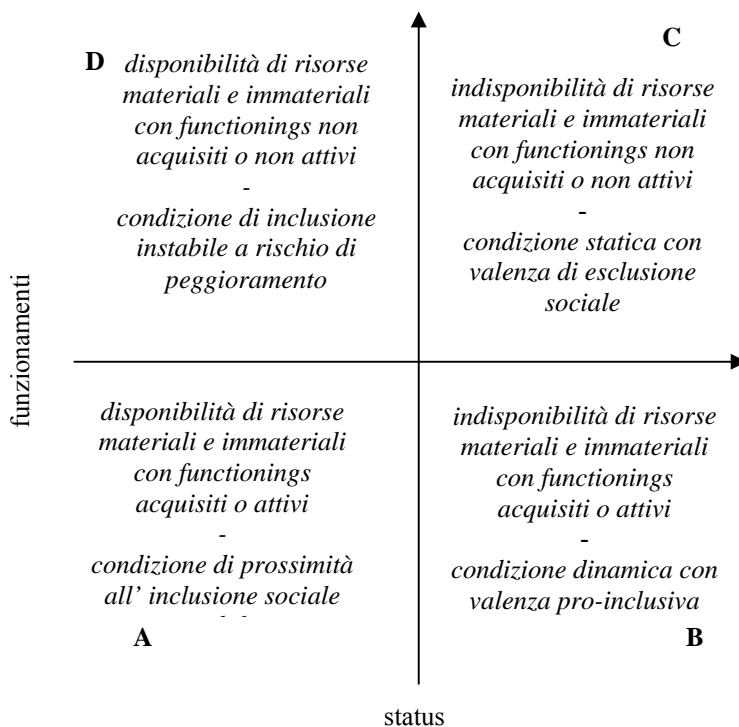 D
disponibilità di risorse
materiali e immateriali
con functionings non
acquisiti o non attivi
-
condizione di inclusione
instabile a rischio di
peggioramento
C
indisponibilità di risorse
materiali e immateriali
con functionings non
acquisiti o non attivi
-
condizione statica con
valenza di esclusione
sociale
funzionamenti
disponibilità di risorse
materiali e immateriali
con functionings
acquisiti o attivi
-
condizione di prossimità
all' inclusione sociale
A
indisponibilità di risorse
materiali e immateriali
con functionings
acquisiti o attivi
-
condizione dinamica con
valenza pro-inclusiva
B
status